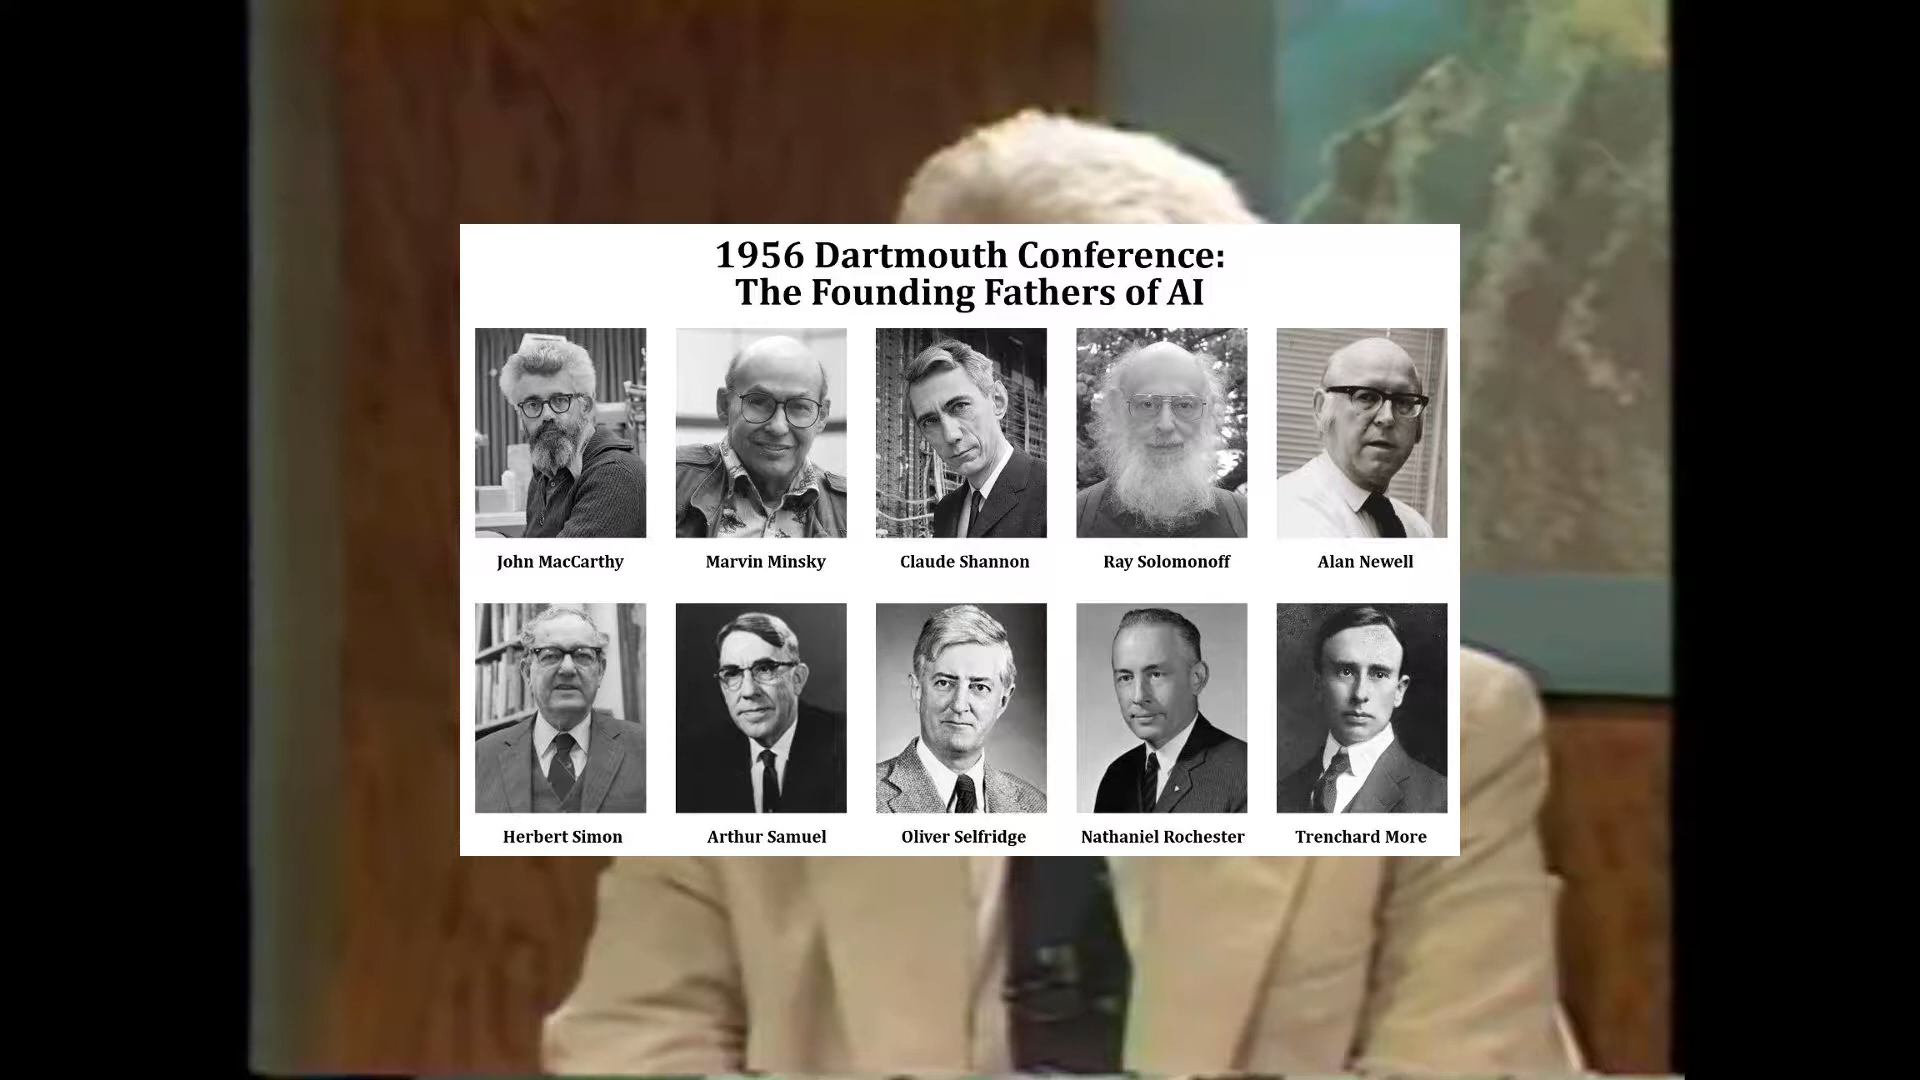 1956 Dartmouth Conference:
The Founding Fathers of AI
John MacCarthy
Marvin Minsky
Claude Shannon
Ray Solomonoff
Alan Newell
Herbert Simon
Arthur Samuel
Oliver Selfridge
Nathaniel Rochester
Trenchard More